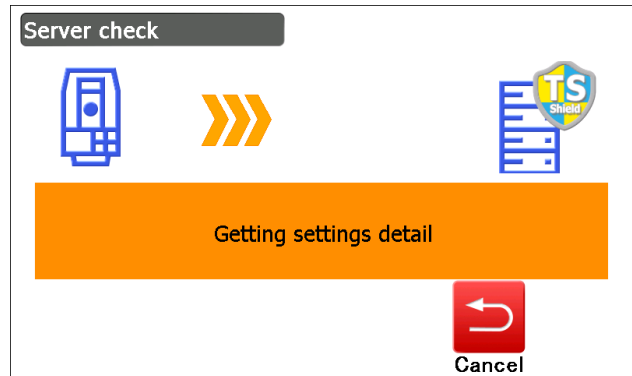 Server check
TS
Shield
Getting settings detail
Cancel